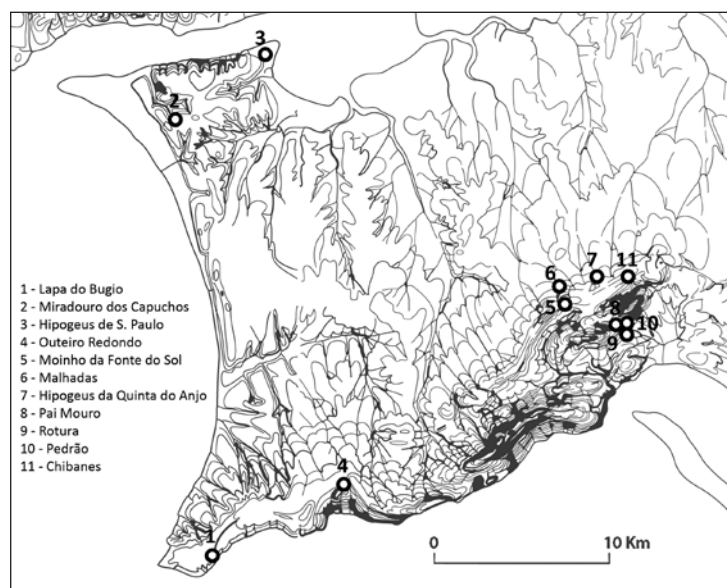 3
2
6
7
11
5
8
10
9
4
1
1 - Lapa do Bugio
2 - Miradouro dos Capuchos
3 - Hipogeus de S. Paulo
4 - Outeiro Redondo
5 - Moinho da Fonte do Sol
6 - Malhadas
7 - Hipogeus da Quinta do Anjo
8 - Pai Mouro
9 - Rotura
10 - Pedrão
11 - Chibanes
0 10 Km